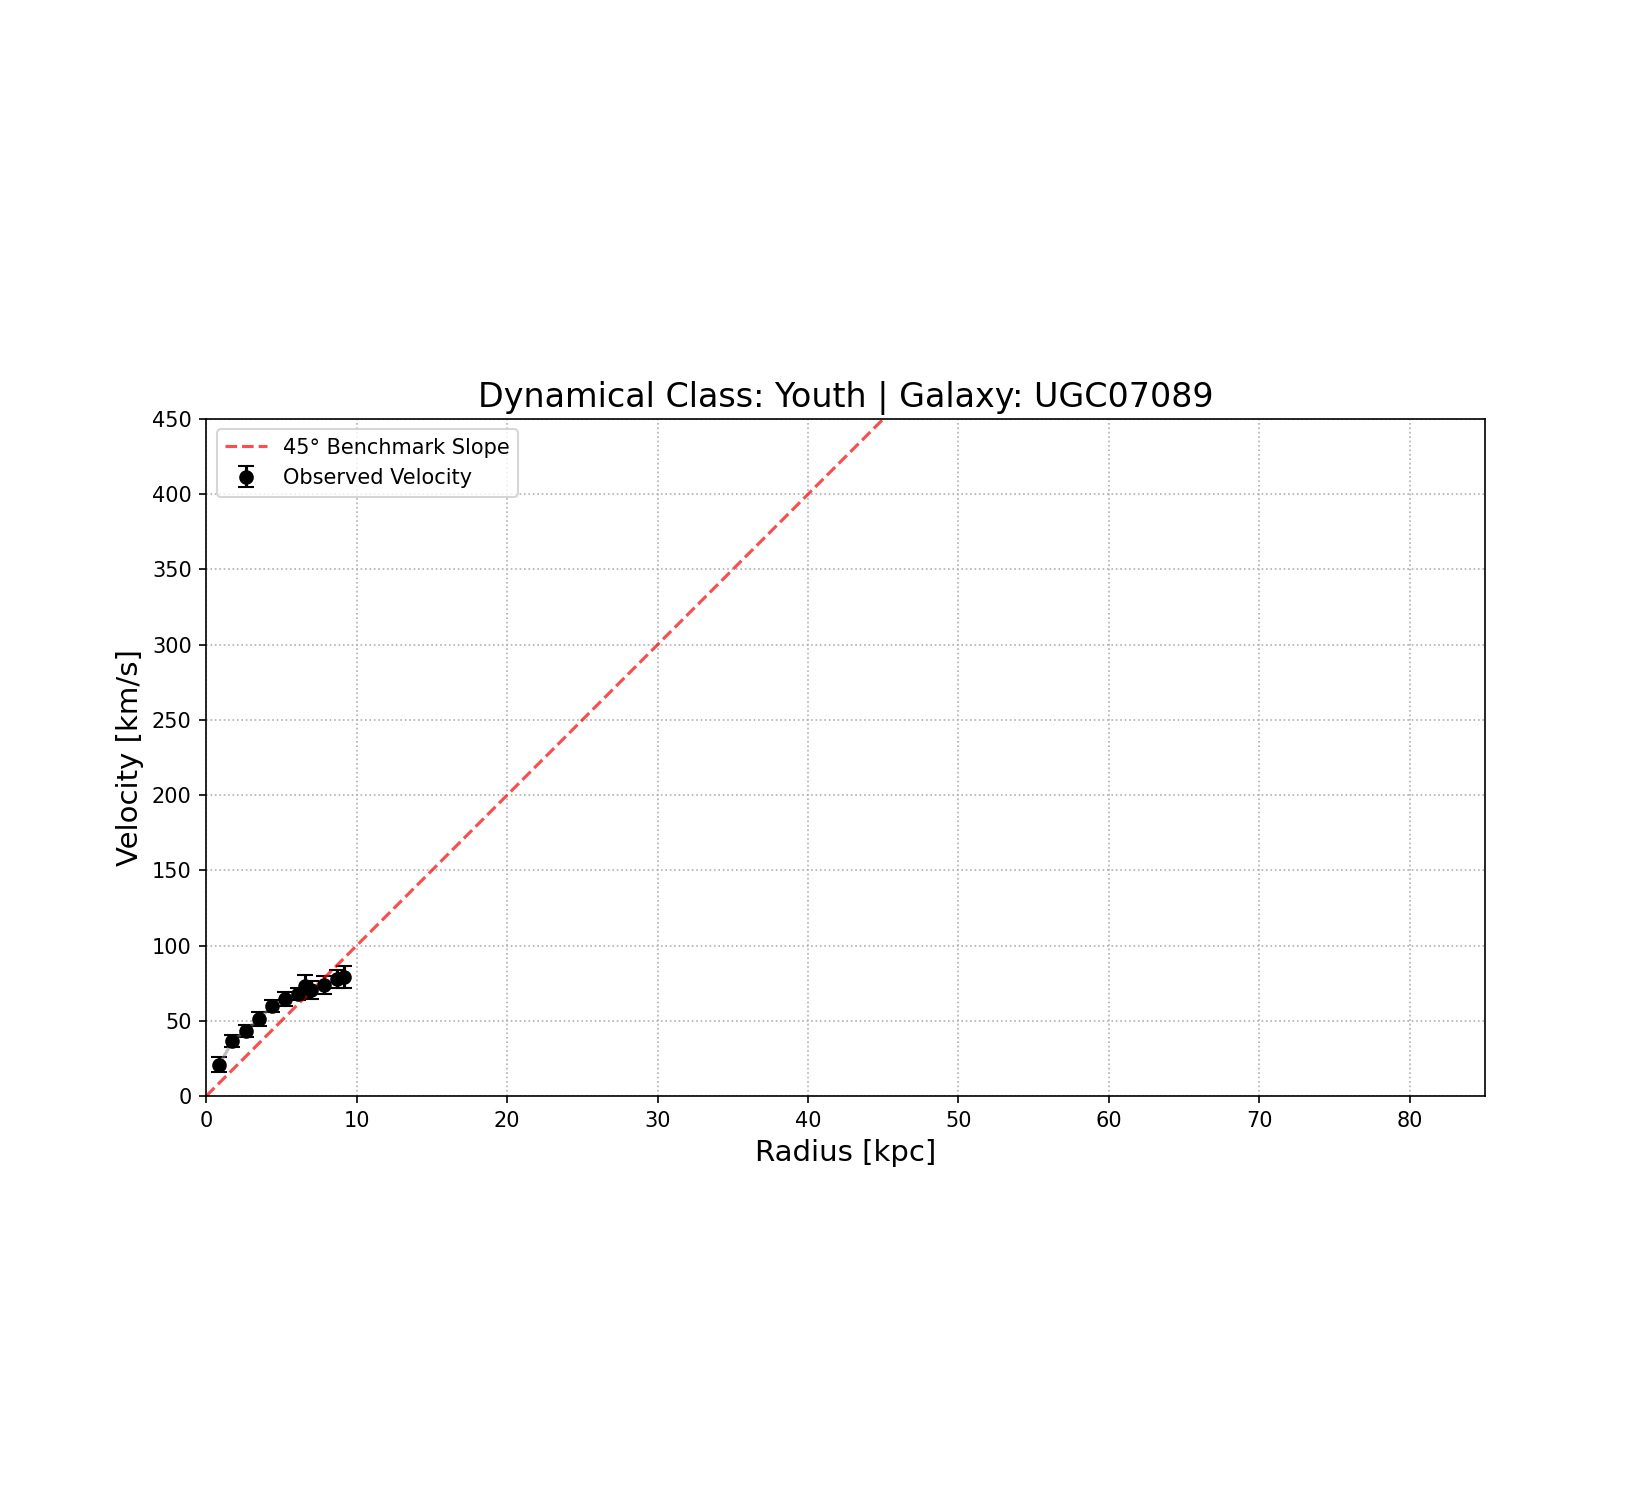 Dynamical Class: Youth | Galaxy: UGC07089
45° Benchmark Slope
Observed Velocity
Velocity [km/s]
450
400
350
300
250
200
150
100
50
0
0 10 20 30 40 50 60 70 80
Radius [kpc]